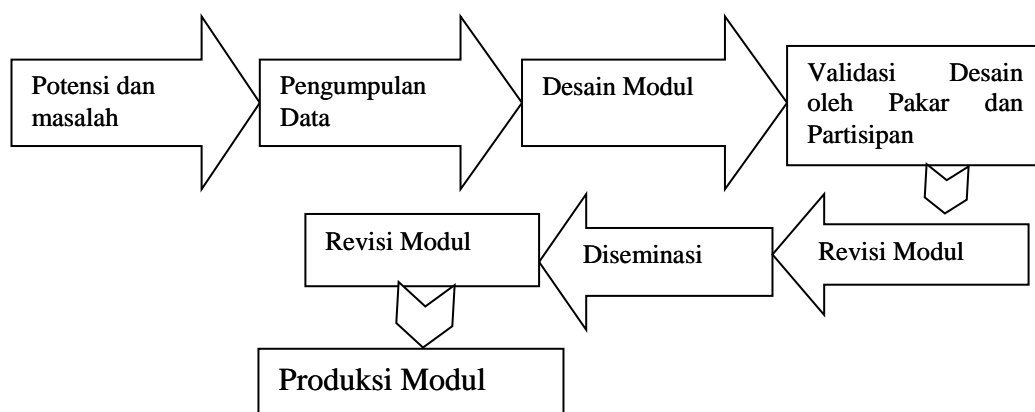 Potensi dan
masalah
Pengumpulan
Data
Desain Modul
Validasi Desain
oleh Pakar dan
Partisipan
Revisi Modul
Diseminasi
Revisi Modul
Produksi Modul